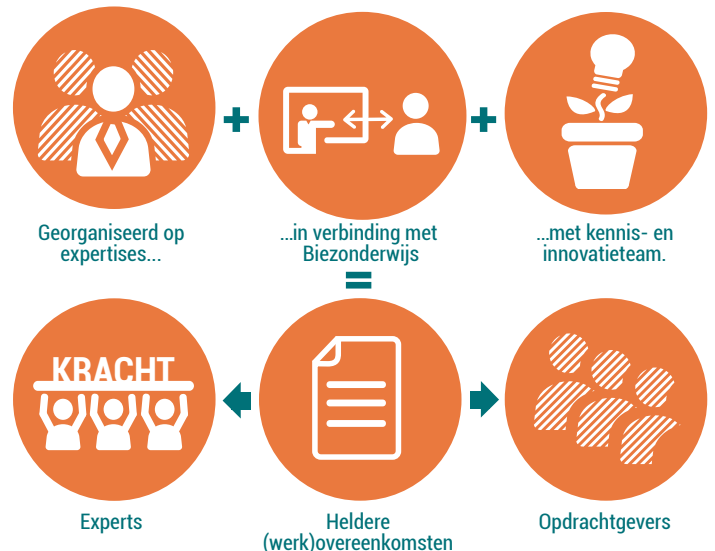 Georganiseerd op
expertises...
...in verbinding met
Biezonderwijs
...met kennis- en
innovatieteam.
KRACHT
Experts
Heldere
(werk)overeenkomsten
Opdrachtgevers